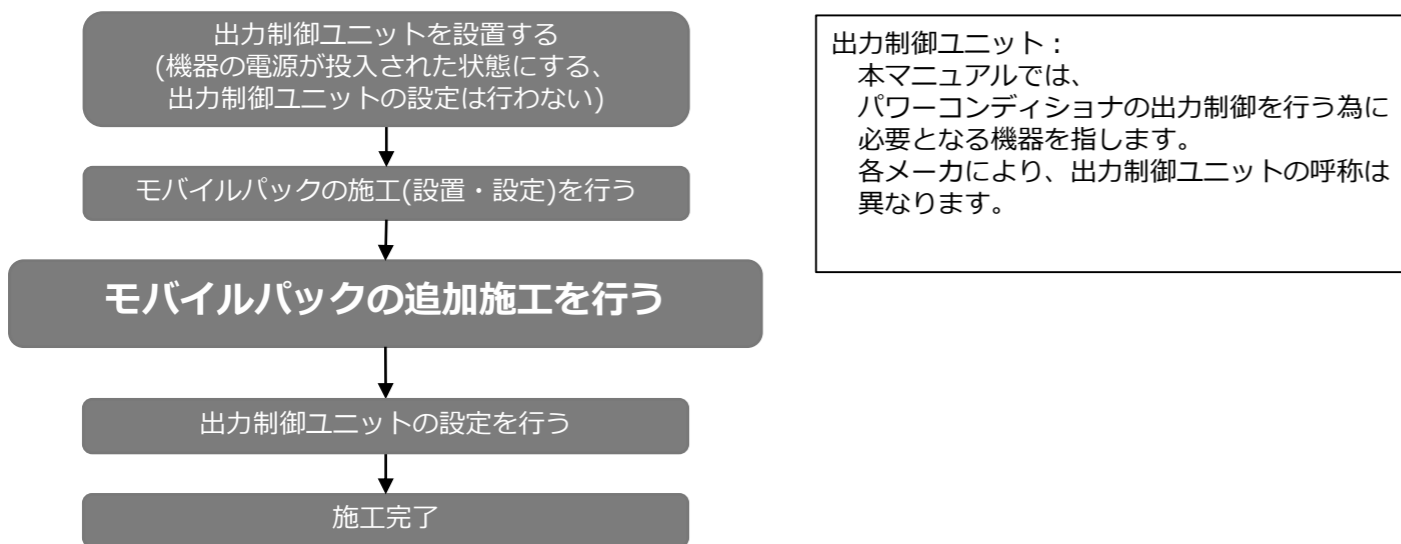 出力制御ユニットを設置する
(機器の電源が投入された状態にする、
出力制御ユニットの設定は行わない)
モバイルパックの施工(設置・設定)を行う
モバイルパックの追加施工を行う
出力制御ユニットの設定を行う
施工完了
出力制御ユニット：
本マニュアルでは、
パワーコンディショナの出力制御を行う為に
必要となる機器を指します。
各メーカにより、出力制御ユニットの呼称は
異なります。